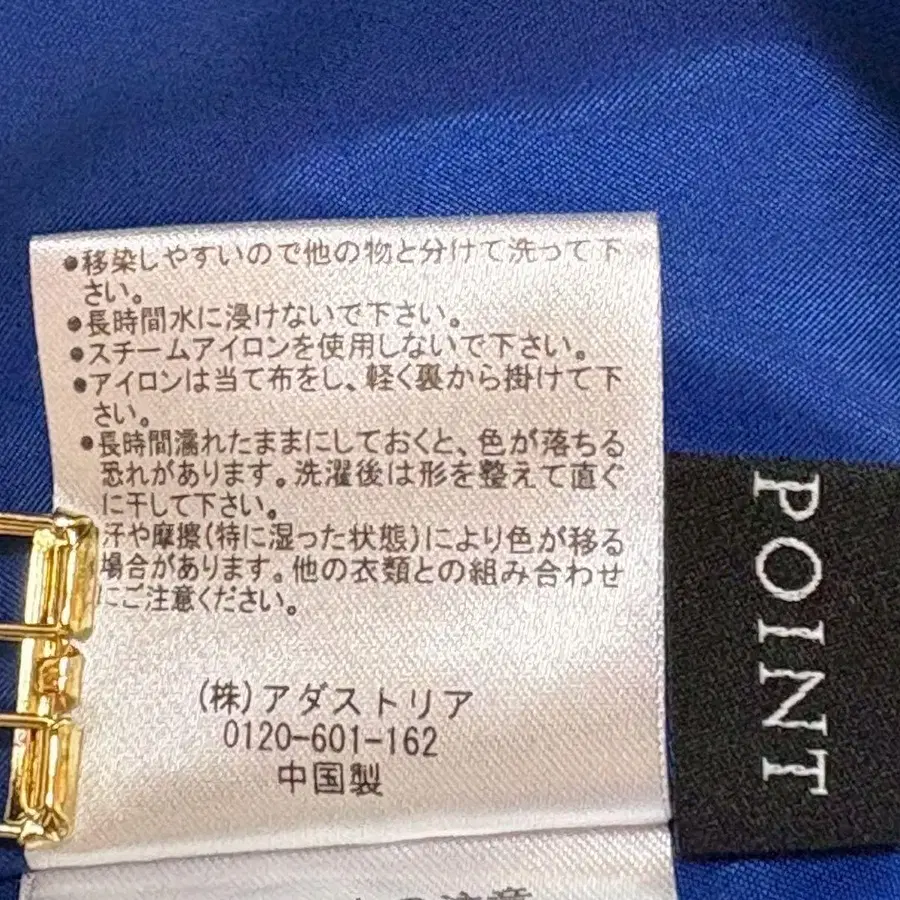 ●移染しやすいので他の物と分けて洗って下
さい。
●長時間水に浸けないで下さい。
●スチームアイロンを使用しないで下さい。
●アイロンは当て布をし、軽く裏から掛けて下
さい。
●長時間濡れたままにしておくと、色が落ちる
恐れがあります。洗濯後は形を整えて直ぐ
に干して下さい。
汗や摩擦(特に湿った状態)により色が移る
場合があります。他の衣類との組み合わせ
にご注意ください。
(株)アダストリア
0120-601-162
中国製
の注意
POINT